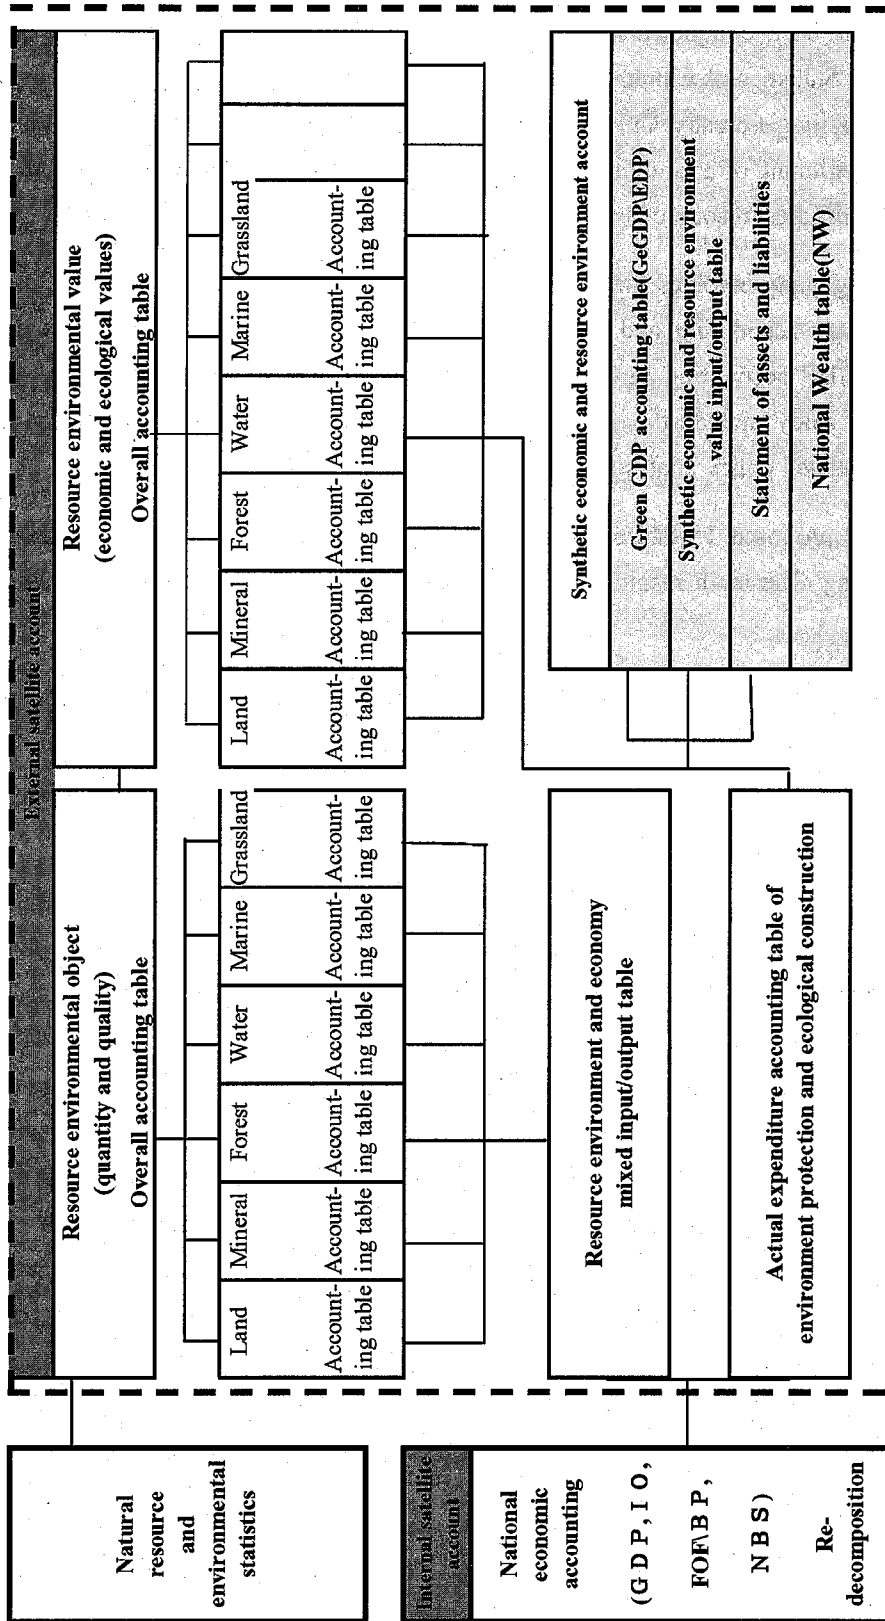 Natural
resource
and
environmental
statistics
Internal satellite
account
National
economic
accounting
(GDP,IO,
FOF\BP,
NBS)
Re-
decomposition
External satellite account
Resource environmental object
(quantity and quality)
Overall accounting table
Land
Account-
ing table
Mineral
Account-
ing table
Forest
Account-
ing table
Water
Account-
ing table
Marine
Account-
ing table
Grassland
Account-
ing table
Resource environment and economy
mixed input/output table
Actual expenditure accounting table of
environment protection and ecological construction
Resource environmental value
(economic and ecological values)
Overall accounting table
Land
Account-
ing table
Mineral
Account-
ing table
Forest
Account-
ing table
Water
Account-
ing table
Marine
Account-
ing table
Grassland
Account-
ing table
Synthetic economic and resource environment account
Green GDP accounting table(GeGDP\EDP)
Synthetic economic and resource environment
value input/output table
Statement of assets and liabilities
National Wealth table(NW)